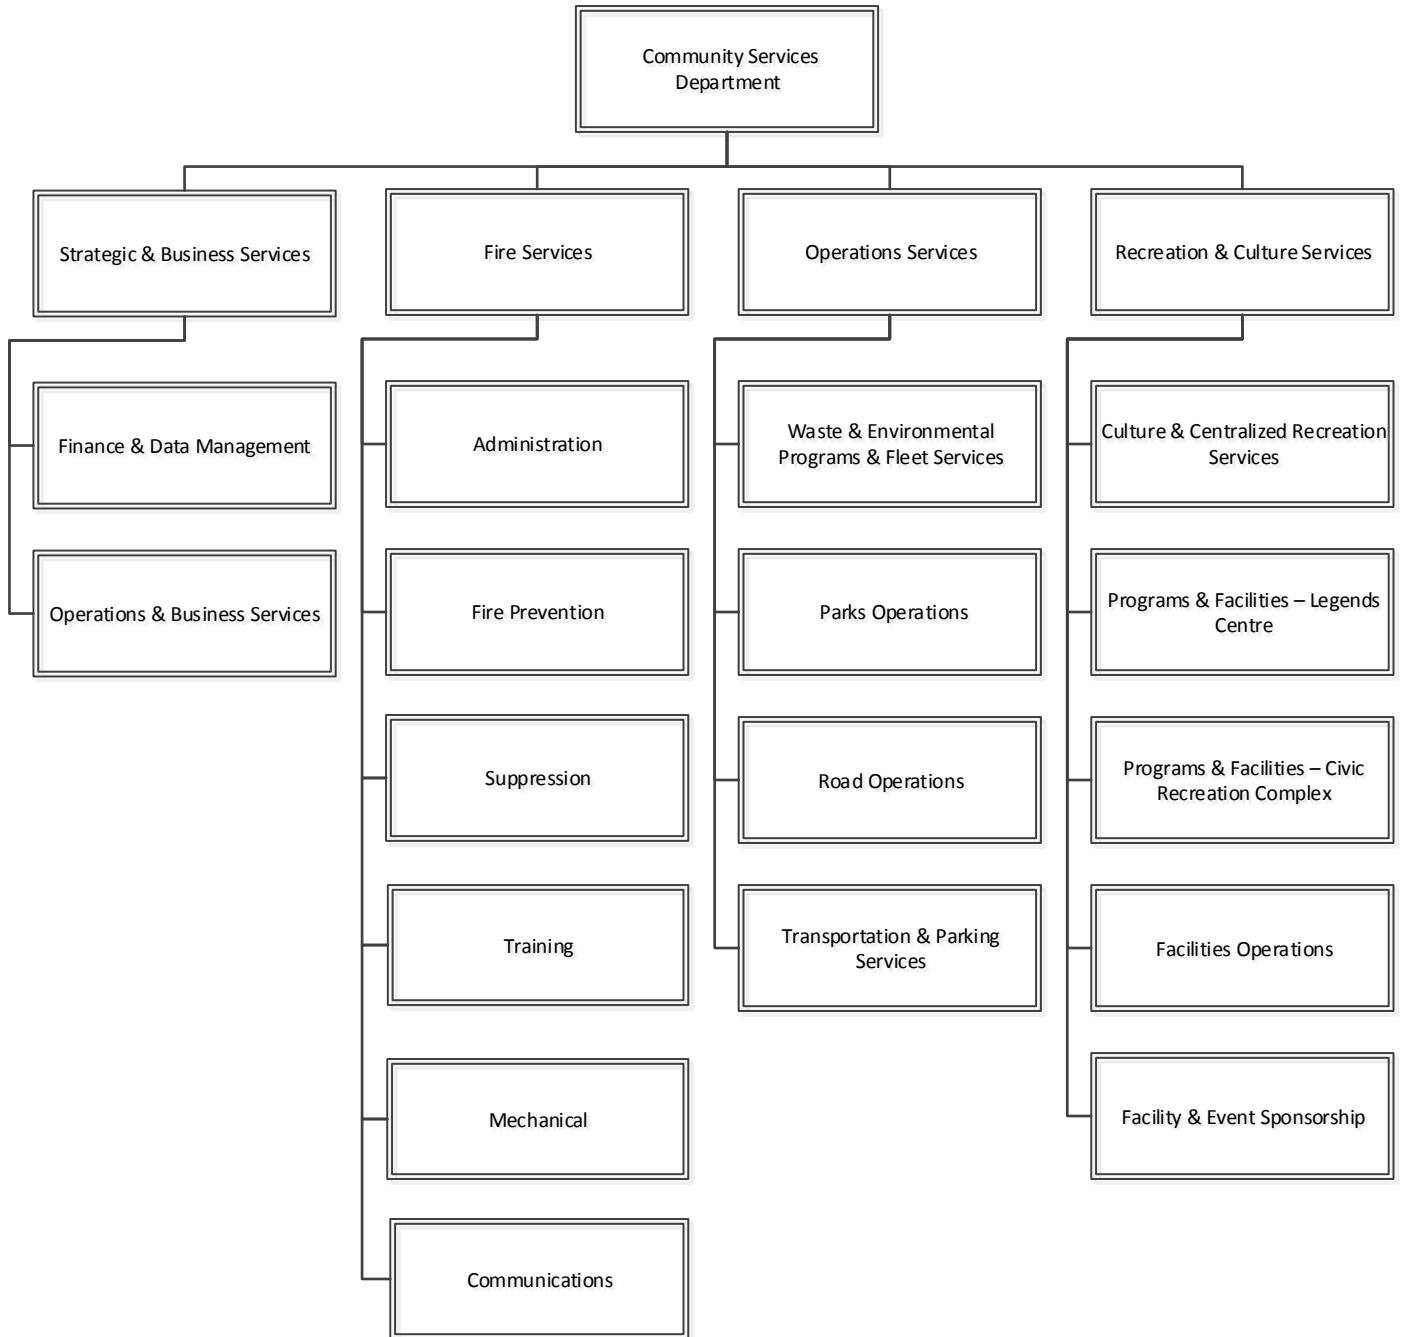 Community Services
Department
Strategic & Business Services
Fire Services
Operations Services
Recreation & Culture Services
Finance & Data Management
Operations & Business Services
Administration
Fire Prevention
Suppression
Training
Mechanical
Communications
Waste & Environmental
Programs & Fleet Services
Parks Operations
Road Operations
Transportation & Parking
Services
Culture & Centralized Recreation
Services
Programs & Facilities – Legends
Centre
Programs & Facilities – Civic
Recreation Complex
Facilities Operations
Facility & Event Sponsorship